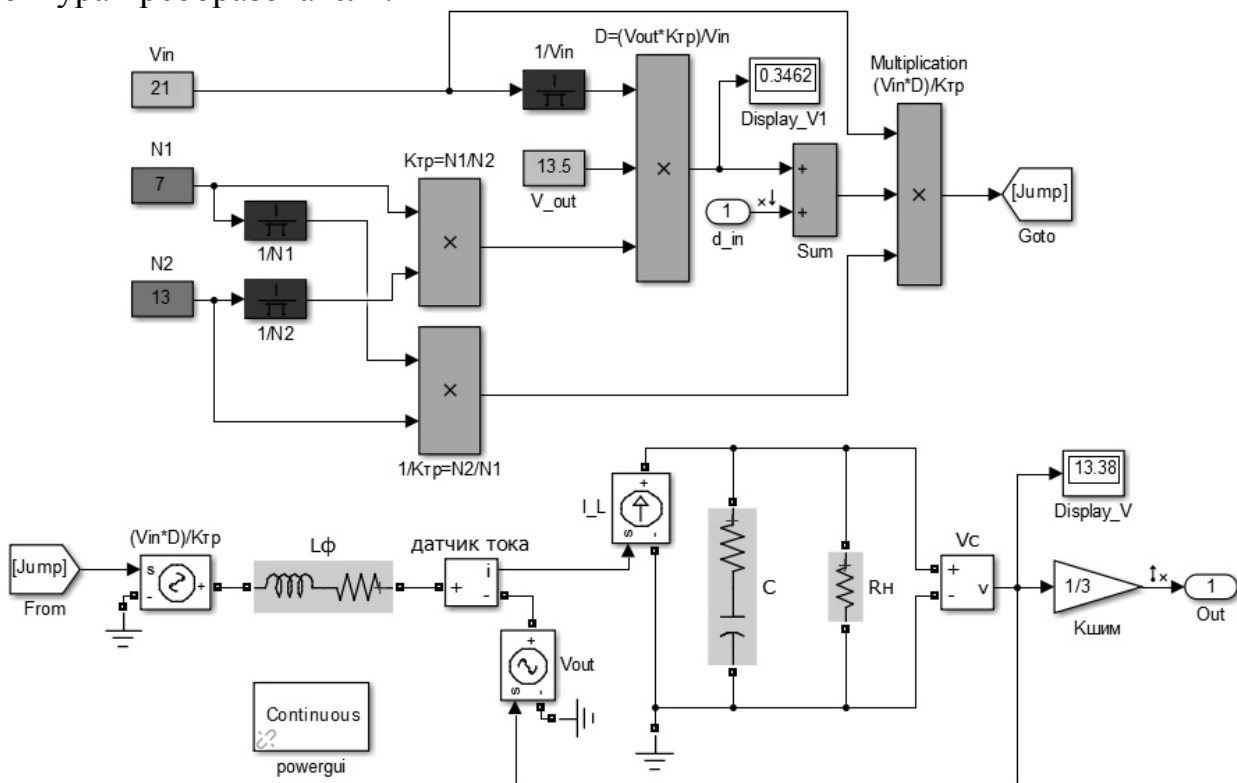 Vin
21
1/Vin
D=(Vout*Kтр)/Vin
0.3462
Display_V1
Multiplication
(Vin*D)/Kтр
N1
7
Kтр=N1/N2
13.5
V_out
×
1/N1
1
d_in
×↓
+
+
Sum
×
[Jump]
Goto
×
N2
13
1/N2
×
1/Kтр=N2/N1
[Jump]
From
(Vin*D)/Kтр
s
-
+
Lф
датчик тока
+
i
-
I_L
+
s
-
C
Rн
Vc
+
-
v
13.38
Display_V
1/3
Kшим
↕×
1
Out
+
s
-
Vout
Continuous
powergui